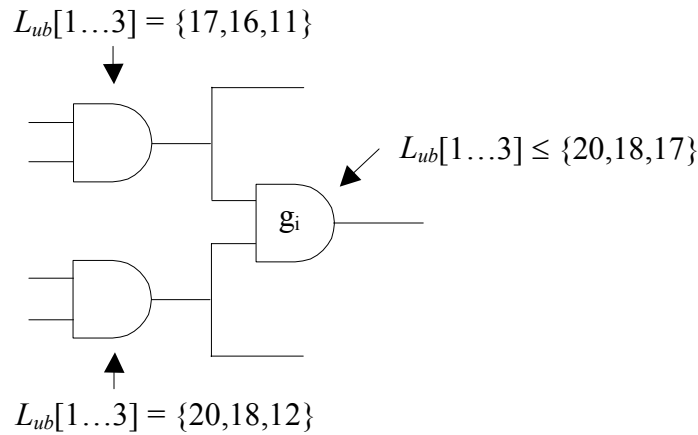 L_ub[1…3] = {17,16,11}
L_ub[1…3] ≤ {20,18,17}
g_i
L_ub[1…3] = {20,18,12}